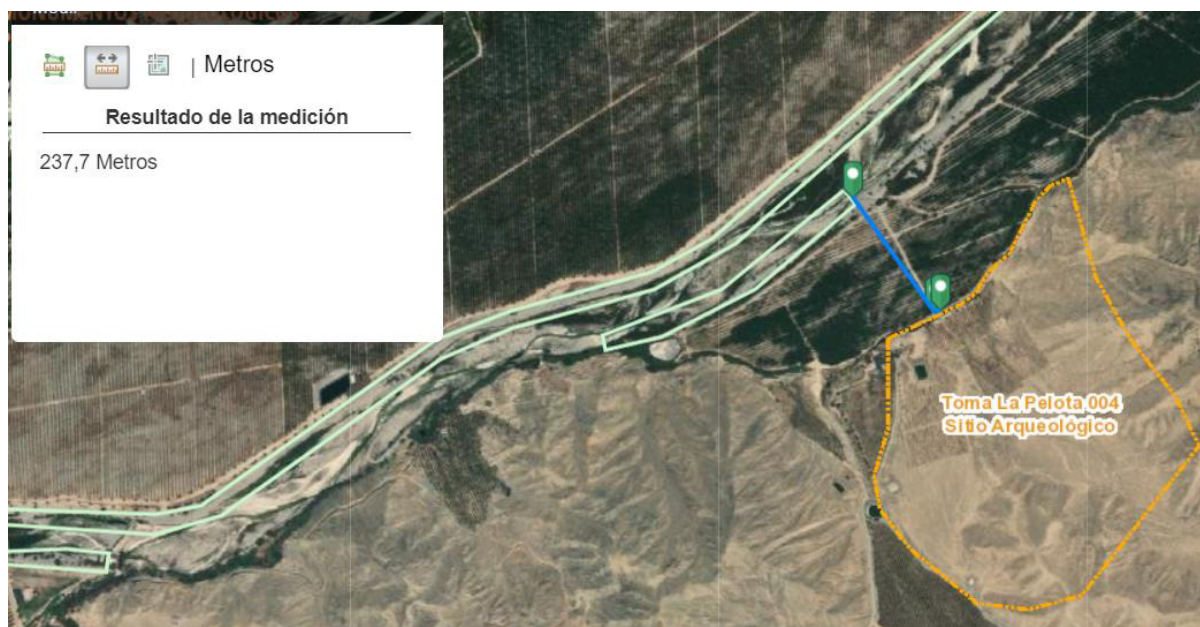 | Metros
Resultado de la medición
237,7 Metros
Toma La Pelota 004
Sitio Arqueológico